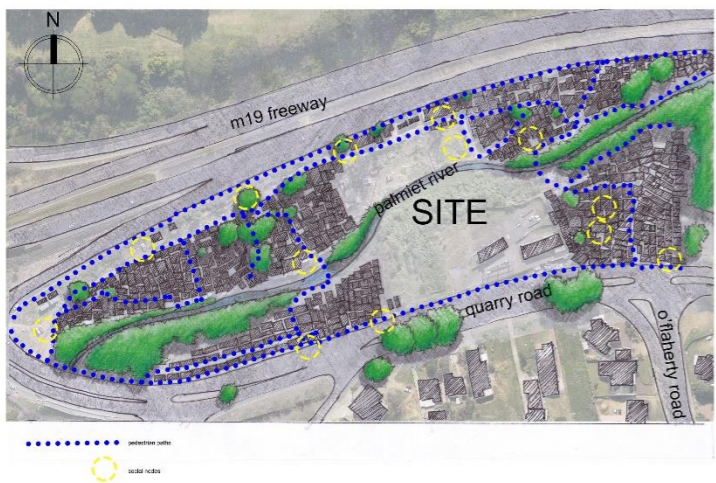 N
m19 freeway
palmiet river
SITE
quarry road
o'flaherty road
pedestrian paths
social nodes